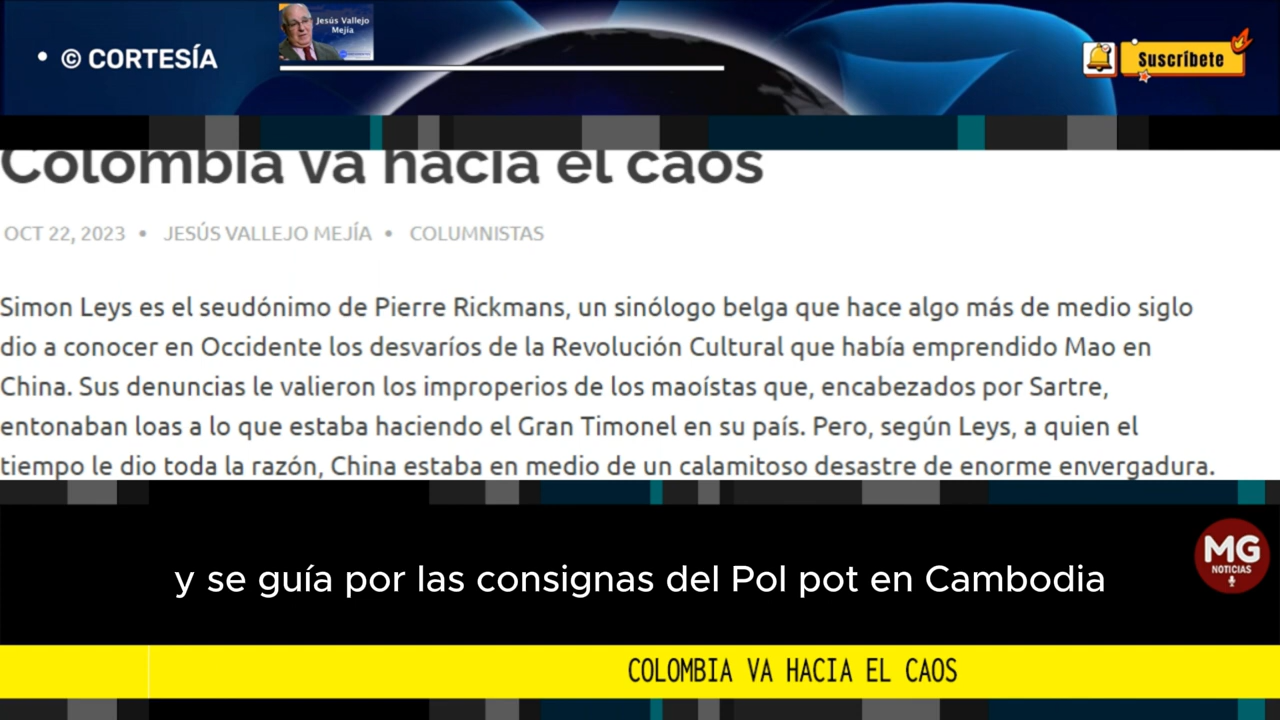 • © CORTESÍA
Jesús Vallejo
Mejía
Suscríbete
Colombia va hacia el caos
OCT 22, 2023 • JESÚS VALLEJO MEJÍA • COLUMNISTAS
Simon Leys es el seudónimo de Pierre Rickmans, un sinólogo belga que hace algo más de medio siglo
dio a conocer en Occidente los desvaríos de la Revolución Cultural que había emprendido Mao en
China. Sus denuncias le valieron los improperios de los maoístas que, encabezados por Sartre,
entonaban loas a lo que estaba haciendo el Gran Timonel en su país. Pero, según Leys, a quien el
tiempo le dio toda la razón, China estaba en medio de un calamitoso desastre de enorme envergadura.
MG
NOTICIAS
y se guía por las consignas del Pol pot en Cambodia
COLOMBIA VA HACIA EL CAOS